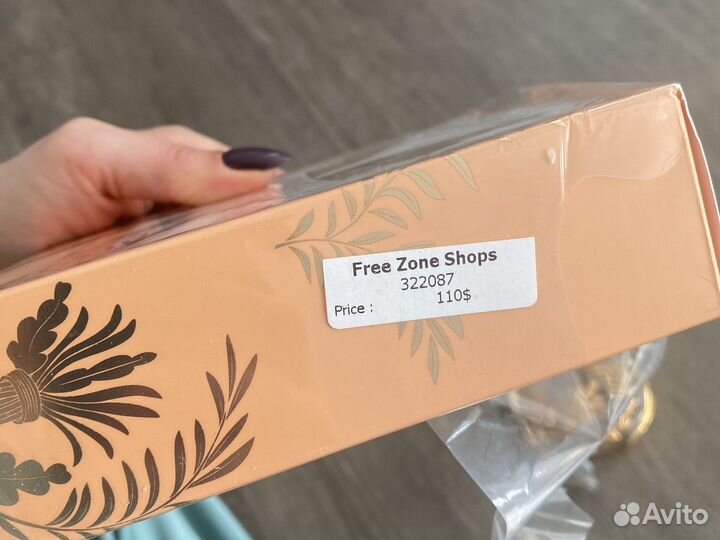 Free Zone Shops
322087
Price : 110$
Avito